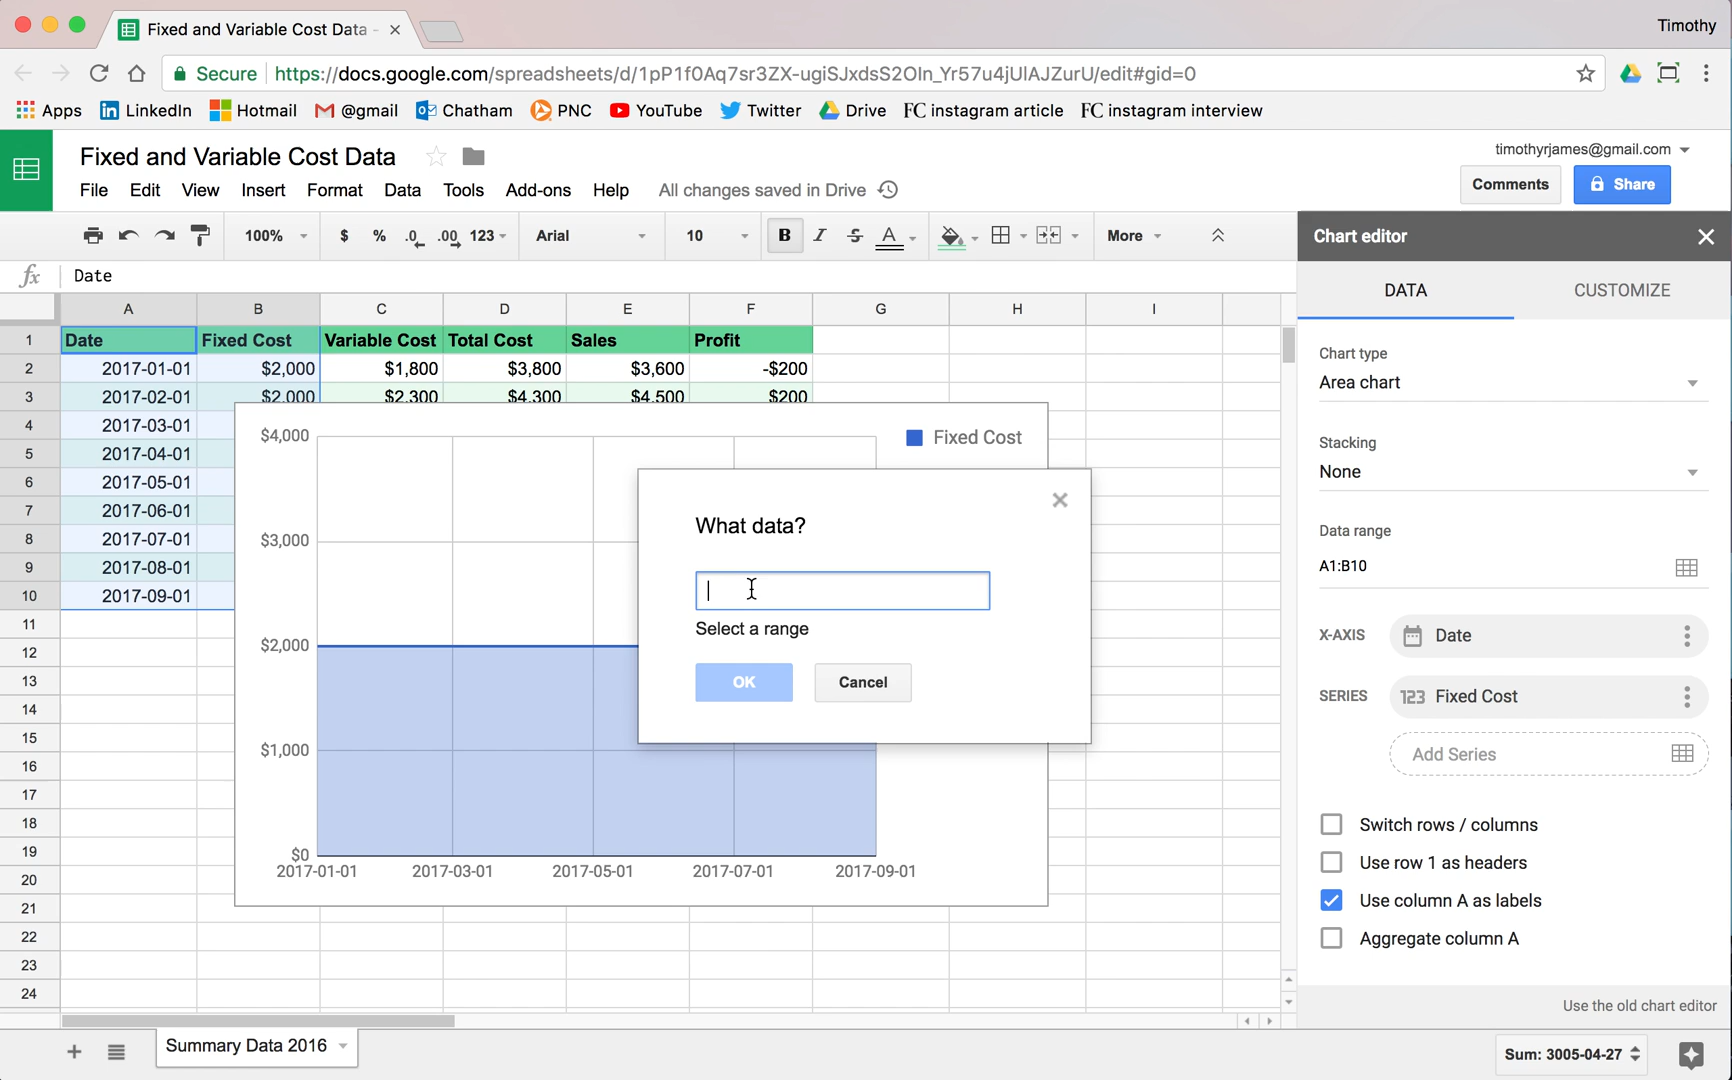 Fixed and Variable Cost Data -
Timothy
Secure https://docs.google.com/spreadsheets/d/1pP1f0Aq7sr3ZX-ugiSJxdsS2OIn_Yr57u4jUlAJZurU/edit#gid=0
Apps LinkedIn Hotmail @gmail Chatham PNC YouTube Twitter Drive FC instagram article FC instagram interview
Fixed and Variable Cost Data
timothyrjames@gmail.com
File Edit View Insert Format Data Tools Add-ons Help All changes saved in Drive
Comments Share
100% $ % .0 .00 123 Arial 10 B I S A More
Chart editor
fx Date
DATA CUSTOMIZE
A B C D E F G H I
1 Date Fixed Cost Variable Cost Total Cost Sales Profit
2 2017-01-01 $2,000 $1,800 $3,800 $3,600 -$200
3 2017-02-01 $2,000 $2,300 $4,300 $4,500 $200
4 2017-03-01
5 2017-04-01
6 2017-05-01
7 2017-06-01
8 2017-07-01
9 2017-08-01
10 2017-09-01
11
12
13
14
15
16
17
18
19
20
21
22
23
24
$4,000
Fixed Cost
$3,000
$2,000
$1,000
$0
2017-01-01 2017-03-01 2017-05-01 2017-07-01 2017-09-01
What data?
Select a range
OK Cancel
Chart type
Area chart
Stacking
None
Data range
A1:B10
X-AXIS Date
SERIES 123 Fixed Cost
Add Series
Switch rows / columns
Use row 1 as headers
Use column A as labels
Aggregate column A
Use the old chart editor
Summary Data 2016
Sum: 3005-04-27